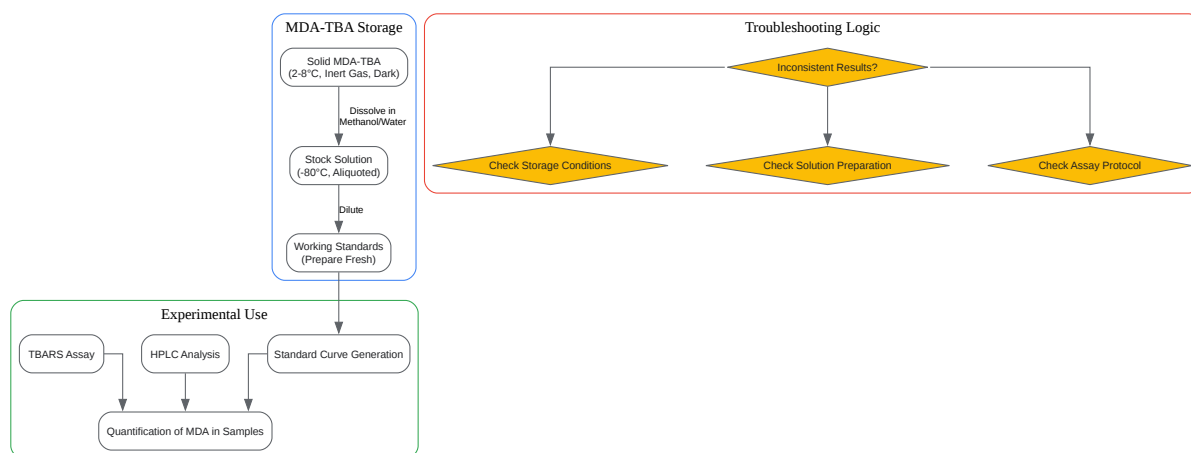 MDA-TBA Storage
Solid MDA-TBA
(2-8°C, Inert Gas, Dark)
Dissolve in
Methanol/Water
Stock Solution
(-80°C, Aliquoted)
Dilute
Working Standards
(Prepare Fresh)
Troubleshooting Logic
Inconsistent Results?
Check Storage Conditions
Check Solution Preparation
Check Assay Protocol
Experimental Use
TBARS Assay
HPLC Analysis
Standard Curve Generation
Quantification of MDA in Samples